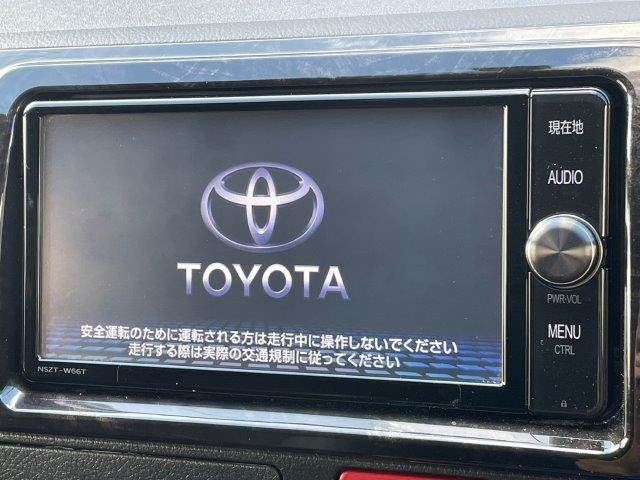 TOYOTA
安全運転のために運転される方は走行中に操作しないでください
走行する際は実際の交通規制に従ってください
NSZT-W66T
現在地
AUDIO
PWR·VOL
MENU
CTRL